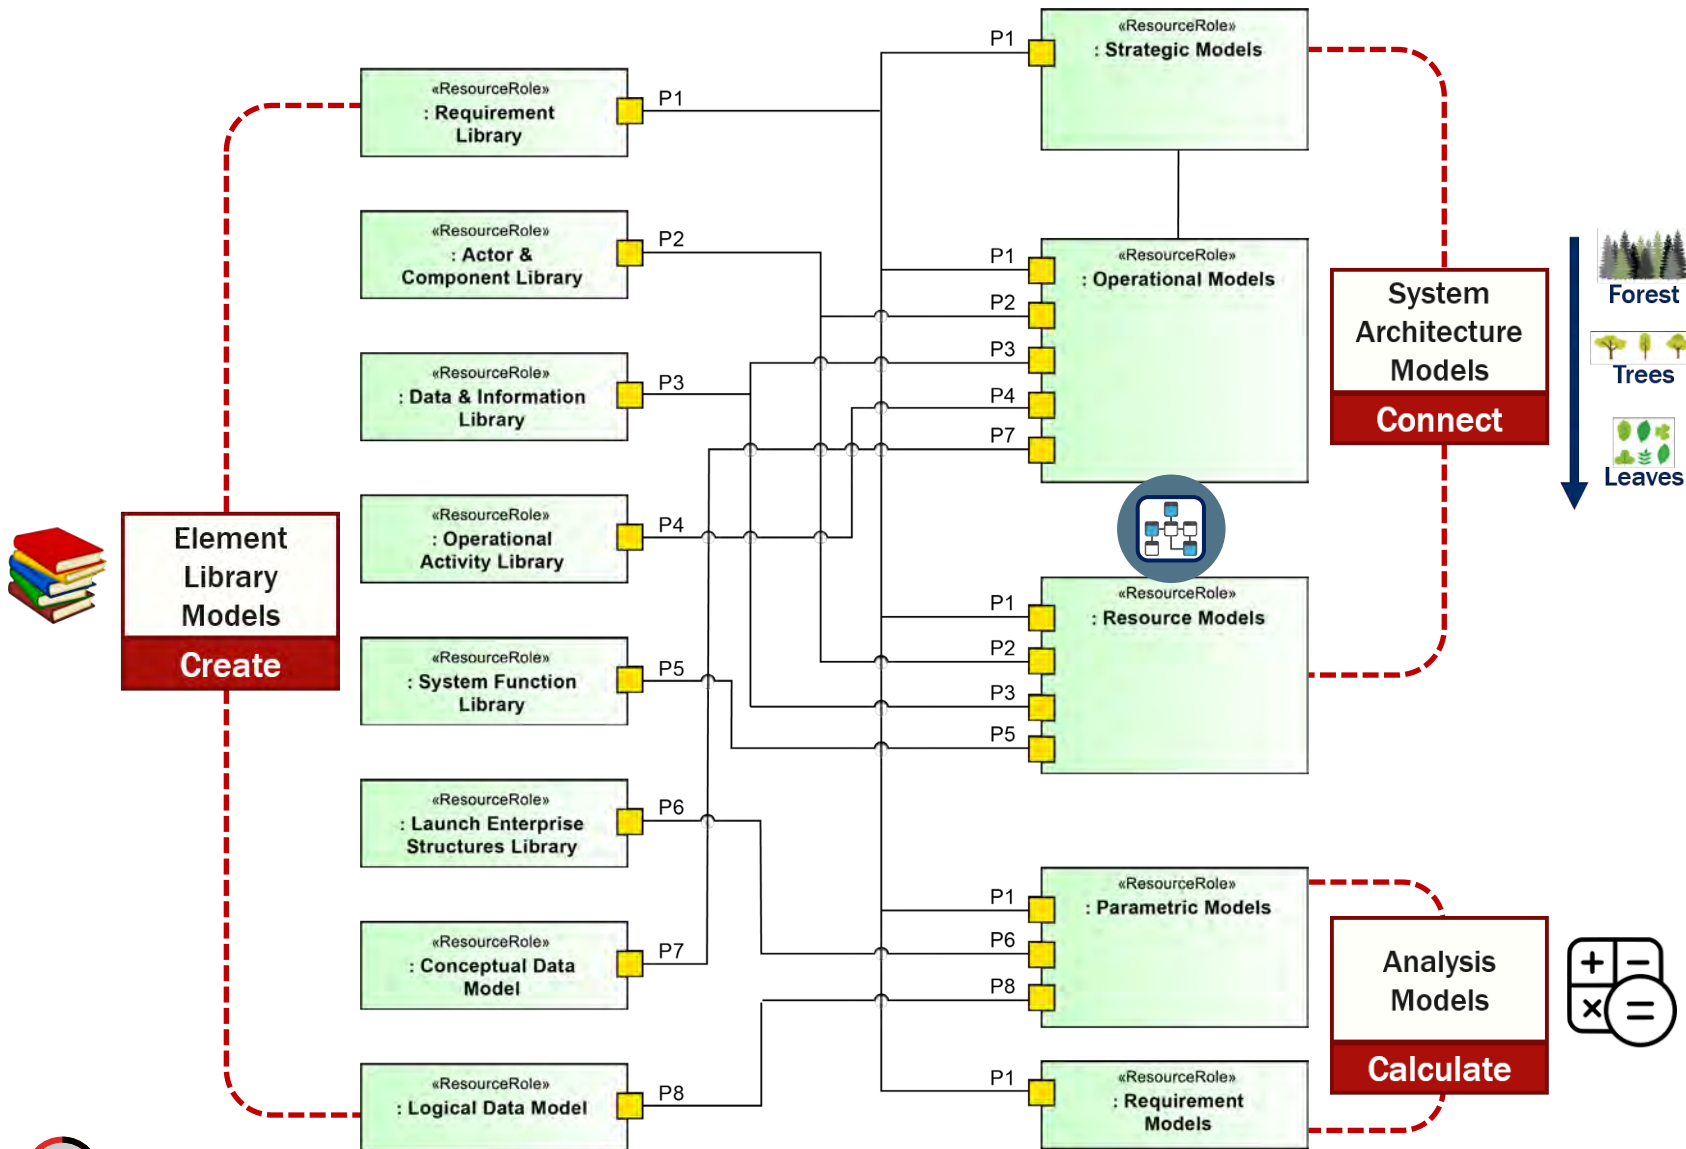 «ResourceRole»
: Requirement
Library
P1
«ResourceRole»
: Actor &
Component Library
P2
«ResourceRole»
: Data & Information
Library
P3
«ResourceRole»
: Operational
Activity Library
P4
«ResourceRole»
: System Function
Library
P5
«ResourceRole»
: Launch Enterprise
Structures Library
P6
«ResourceRole»
: Conceptual Data
Model
P7
«ResourceRole»
: Logical Data Model
P8
Element
Library
Models
Create
P1
«ResourceRole»
: Strategic Models
«ResourceRole»
: Operational Models
P1
P2
P3
P4
P7
«ResourceRole»
: Resource Models
P1
P2
P3
P5
«ResourceRole»
: Parametric Models
P1
P6
P8
P1
«ResourceRole»
: Requirement
Models
System
Architecture
Models
Connect
Forest
Trees
Leaves
Analysis
Models
Calculate